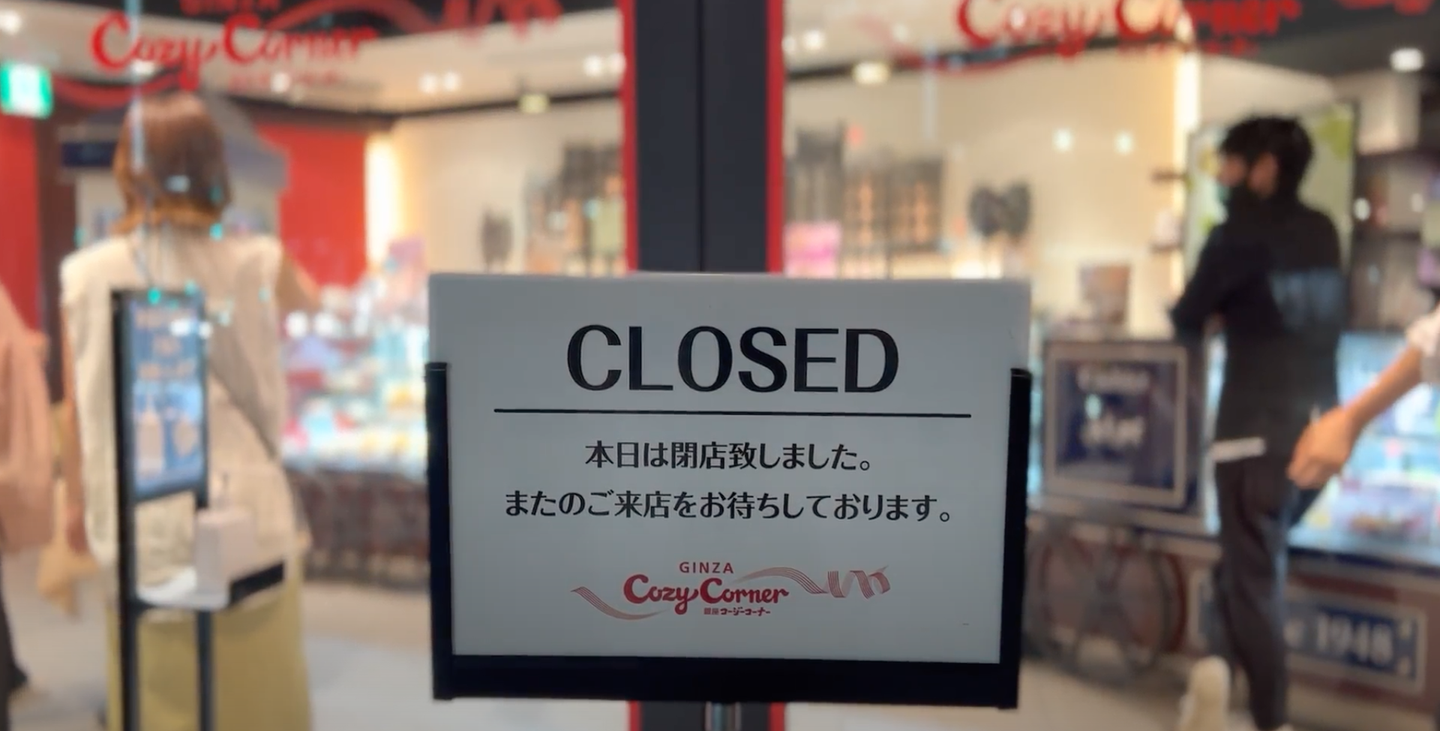 GINZA
Cozy Corner
Cozy Corner
CLOSED
本日は閉店致しました。
またのご来店をお待ちしております。
GINZA
Cozy Corner
銀座コージーコーナー
1948